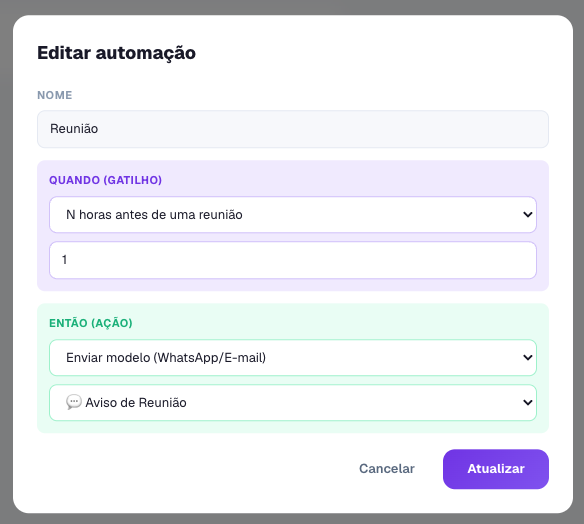 Editar automação
NOME
Reunião
QUANDO (GATILHO)
N horas antes de uma reunião
1
ENTÃO (AÇÃO)
Enviar modelo (WhatsApp/E-mail)
💬 Aviso de Reunião
Cancelar
Atualizar